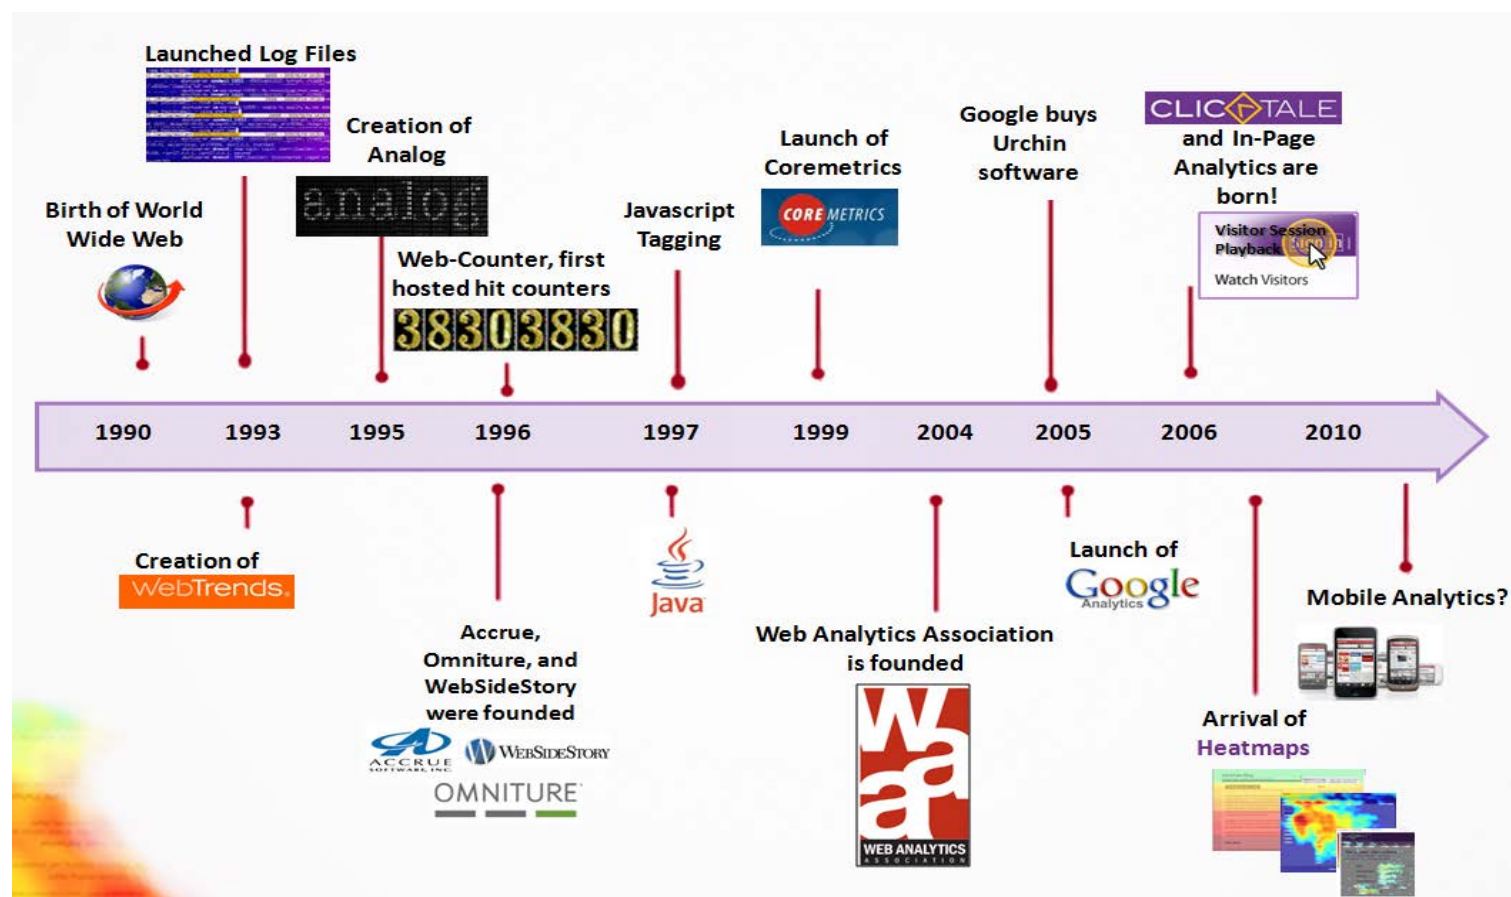 Launched Log Files
Creation of
Analog
analog
Birth of World
Wide Web
Web-Counter, first
hosted hit counters
38303830
Javascript
Tagging
Launch of
Coremetrics
COREMETRICS
Google buys
Urchin
software
CLICKTALE
and In-Page
Analytics are
born!
Visitor Session
Playback
Watch Visitors
1990
1993
1995
1996
1997
1999
2004
2005
2006
2010
Creation of
WebTrends.
Accrue,
Omniture, and
WebSideStory
were founded
ACCRUE
SOFTWARE, INC.
WEBSIDESTORY
OMNITURE
Java
Web Analytics Association
is founded
waa
WEB ANALYTICS
ASSOCIATION
Launch of
Google
Analytics
Mobile Analytics?
Arrival of
Heatmaps